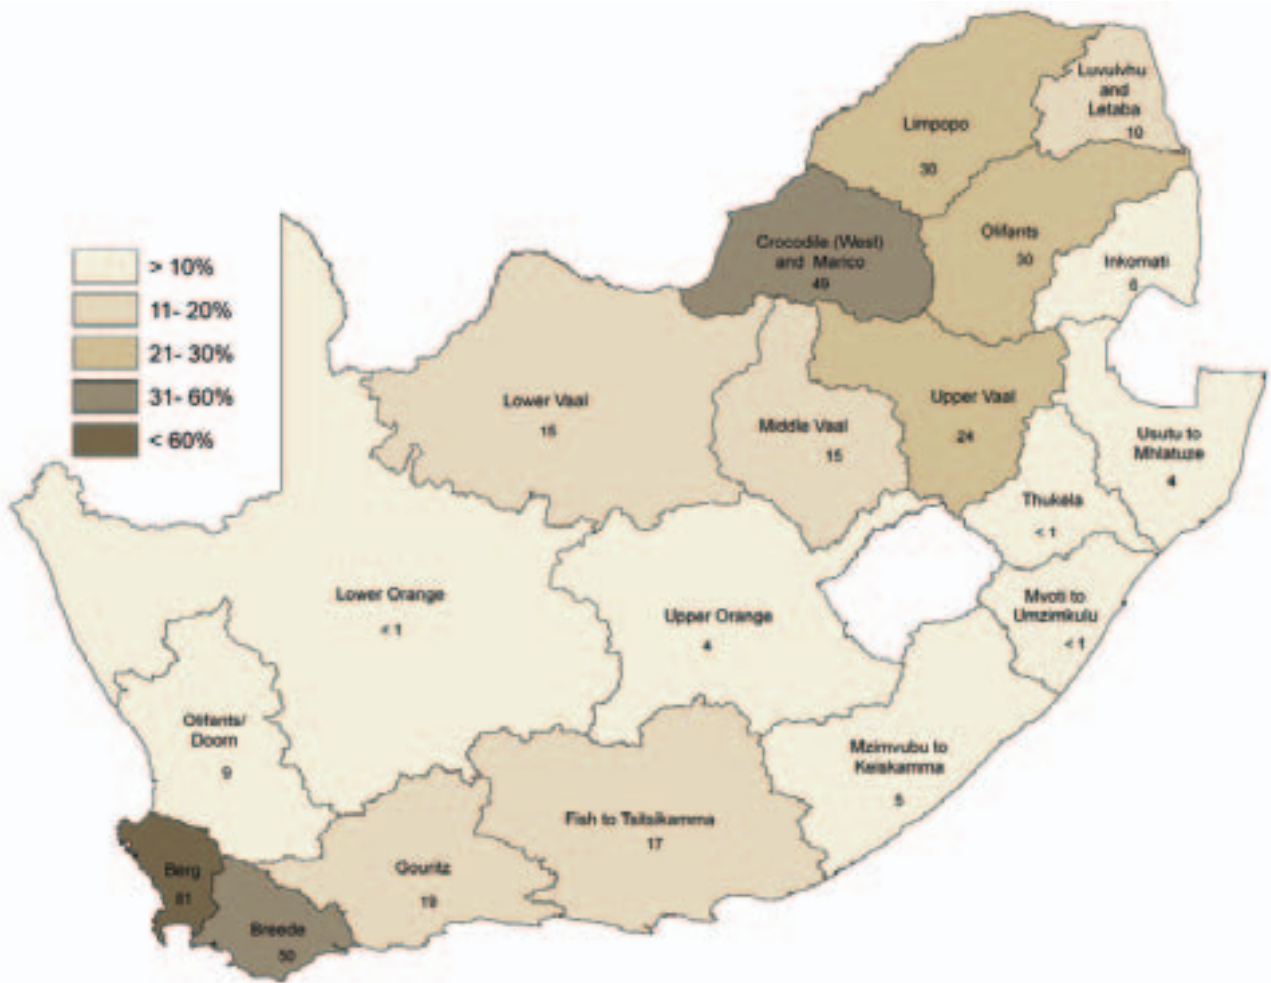 > 10%
11- 20%
21- 30%
31- 60%
< 60%
Luvulvhu
and
Letaba
10
Limpopo
30
Crocodile (West)
and Marico
49
Olifants
30
Inkomati
6
Lower Vaal
Middle Vaal
15
Upper Vaal
24
Usutu to
Mhlatuze
4
Thukela
< 1
Lower Orange
< 1
Upper Orange
4
Mvoti to
Umzimkulu
< 1
Olifants/
Doorn
9
Mzimvubu to
Keiskamma
5
Fish to Tsitsikamma
17
Gouritz
19
Berg
Breede
50